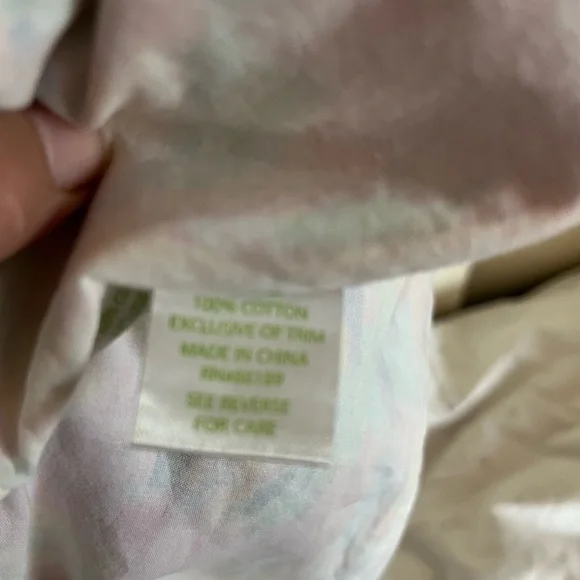 100% COTTON
EXCLUSIVE OF TRIM
MADE IN CHINA
SEE REVERSE
FOR CARE